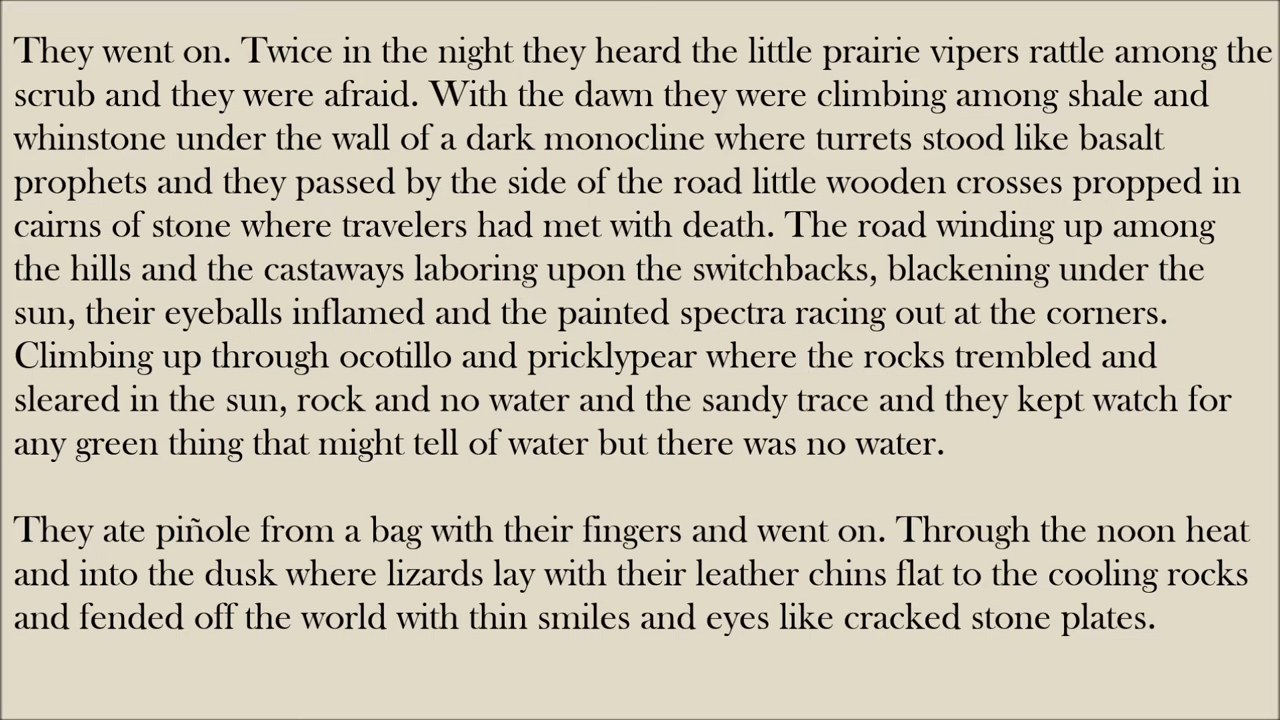 They went on. Twice in the night they heard the little prairie vipers rattle among the
scrub and they were afraid. With the dawn they were climbing among shale and
whinstone under the wall of a dark monocline where turrets stood like basalt
prophets and they passed by the side of the road little wooden crosses propped in
cairns of stone where travelers had met with death. The road winding up among
the hills and the castaways laboring upon the switchbacks, blackening under the
sun, their eyeballs inflamed and the painted spectra racing out at the corners.
Climbing up through ocotillo and pricklypear where the rocks trembled and
sleared in the sun, rock and no water and the sandy trace and they kept watch for
any green thing that might tell of water but there was no water.

They ate piñole from a bag with their fingers and went on. Through the noon heat
and into the dusk where lizards lay with their leather chins flat to the cooling rocks
and fended off the world with thin smiles and eyes like cracked stone plates.